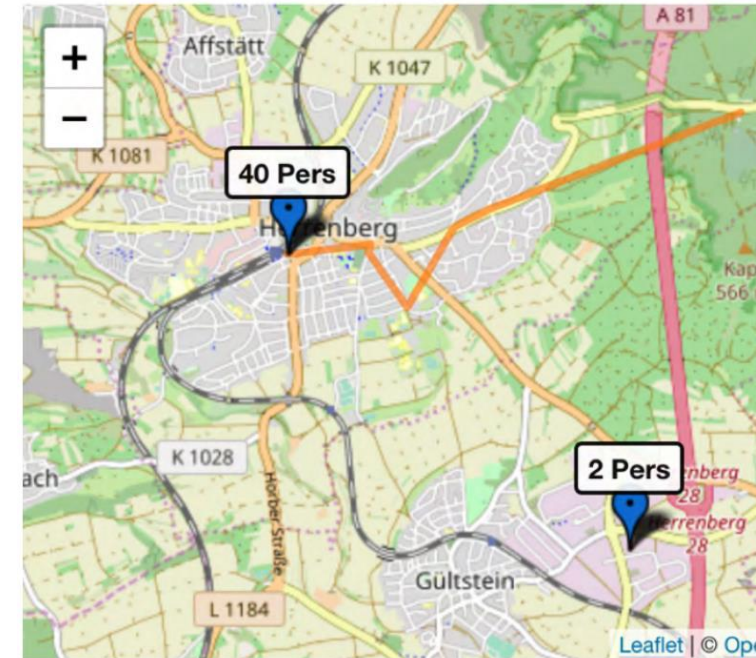 A 81
Affstätt
+
K 1047
−
K 1081
40 Pers
Herrenberg
Kap
566
K 1028
2 Pers
enberg
28
ach
Herrenberg
28
Horber Straße
Gültstein
L 1184
Leaflet | © Ope